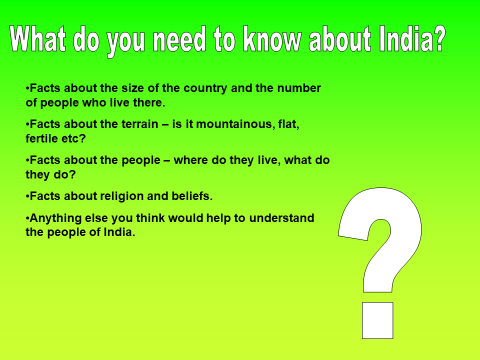 What do you need to know about India?
•Facts about the size of the country and the number
of people who live there.
•Facts about the terrain – is it mountainous, flat,
fertile etc?
•Facts about the people – where do they live, what do
they do?
•Facts about religion and beliefs.
•Anything else you think would help to understand
the people of India.
?